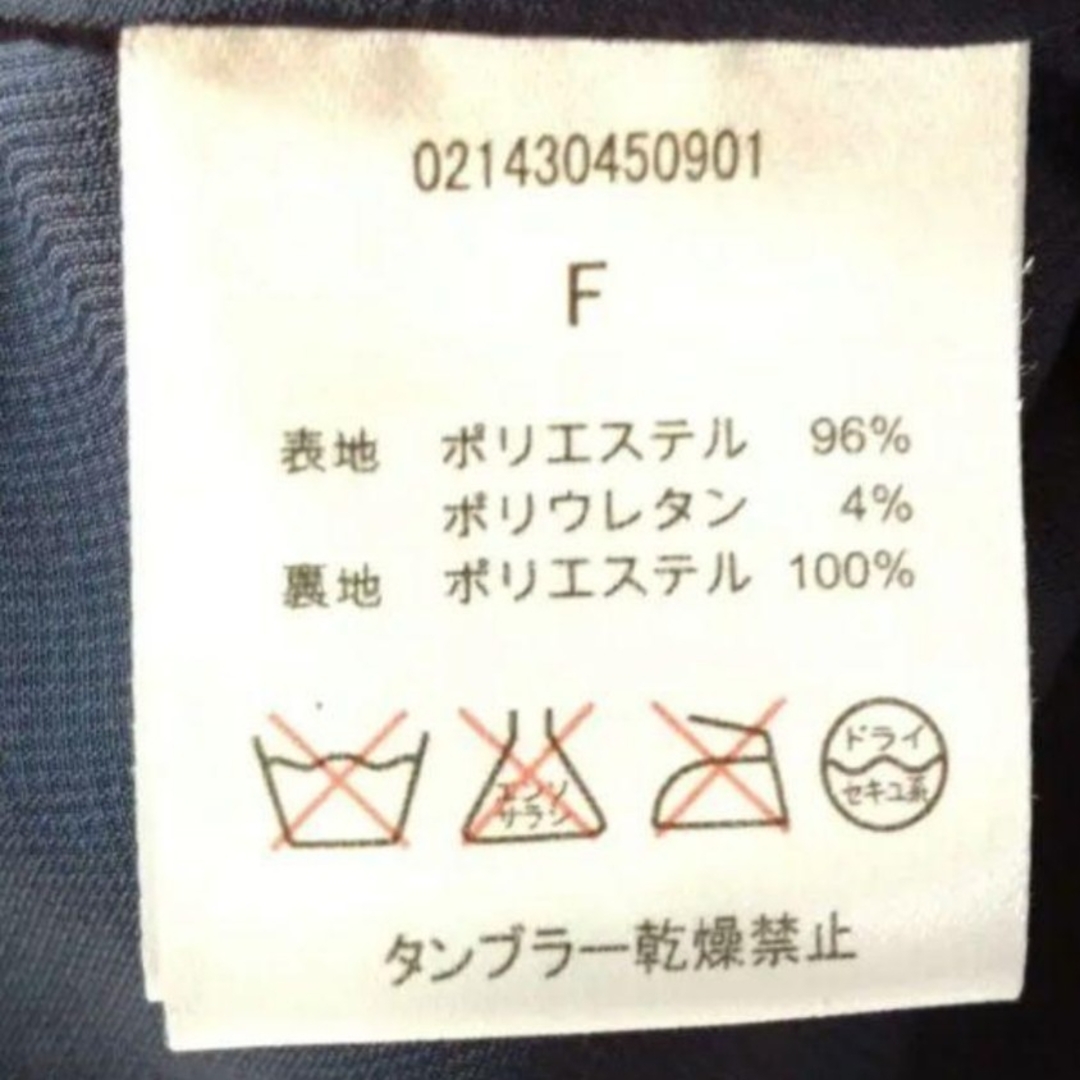 021430450901
F
表地 ポリエステル 96%
ポリウレタン 4%
裏地 ポリエステル 100%
エンソ
サラシ
ドライ
セキユ系
タンブラー乾燥禁止